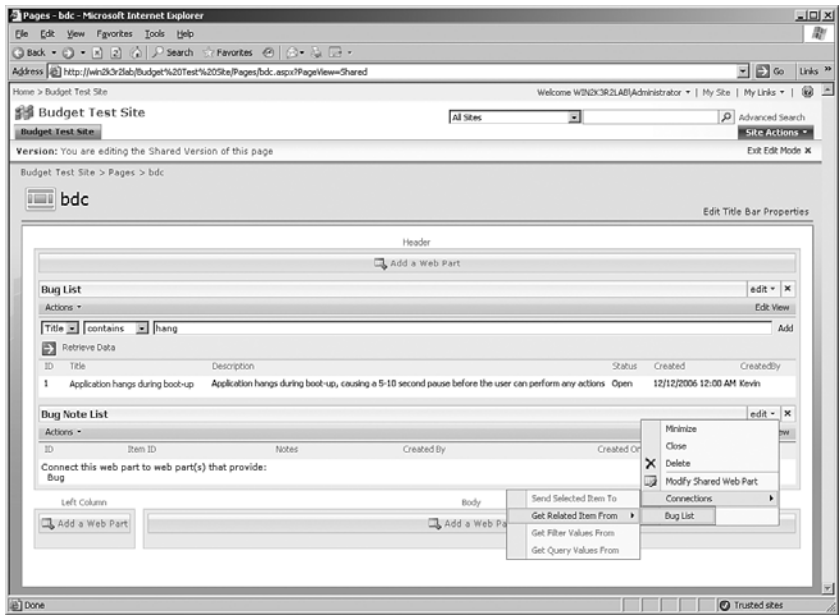 Pages - bdc - Microsoft Internet Explorer
File Edit View Favorites Tools Help
Back Search Favorites
Address http://win2k3r2lab/Budget%20Test%20Site/Pages/bdc.aspx?PageView=Shared Go Links »
Home > Budget Test Site Welcome WIN2K3R2LAB\Administrator | My Site | My Links |
Budget Test Site All Sites Advanced Search
Budget Test Site Site Actions
Version: You are editing the Shared Version of this page Exit Edit Mode
Budget Test Site > Pages > bdc
bdc
Edit Title Bar Properties
Header
Add a Web Part
Bug List edit
Actions Edit View
Title contains hang Add
Retrieve Data
ID Title Description Status Created CreatedBy
1 Application hangs during boot-up Application hangs during boot-up, causing a 5-10 second pause before the user can perform any actions Open 12/12/2006 12:00 AM Kevin
Bug Note List edit
Actions
ID Item ID Notes Created By Created On
Connect this web part to web part(s) that provide:
Bug
Minimize
Close
Delete
Modify Shared Web Part
Connections
Send Selected Item To
Get Related Item From
Get Filter Values From
Get Query Values From
Bug List
Left Column Body
Add a Web Part Add a Web Pa
Done Trusted sites